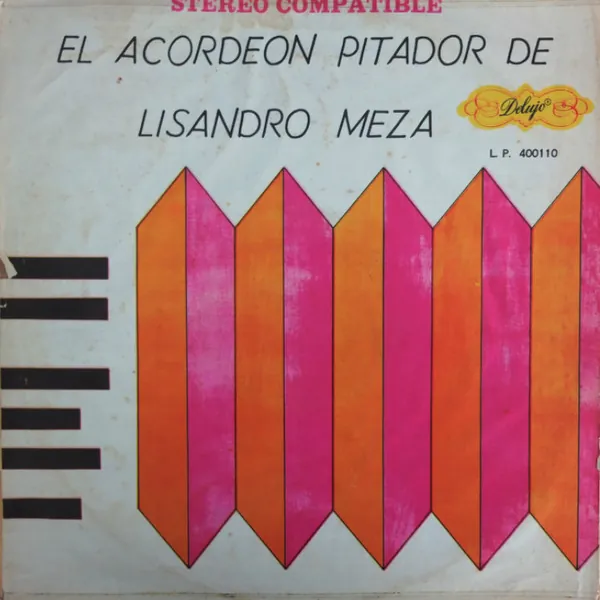 STEREO COMPATIBLE
EL ACORDEON PITADOR DE
LISANDRO MEZA
Delujo®
L. P. 400110